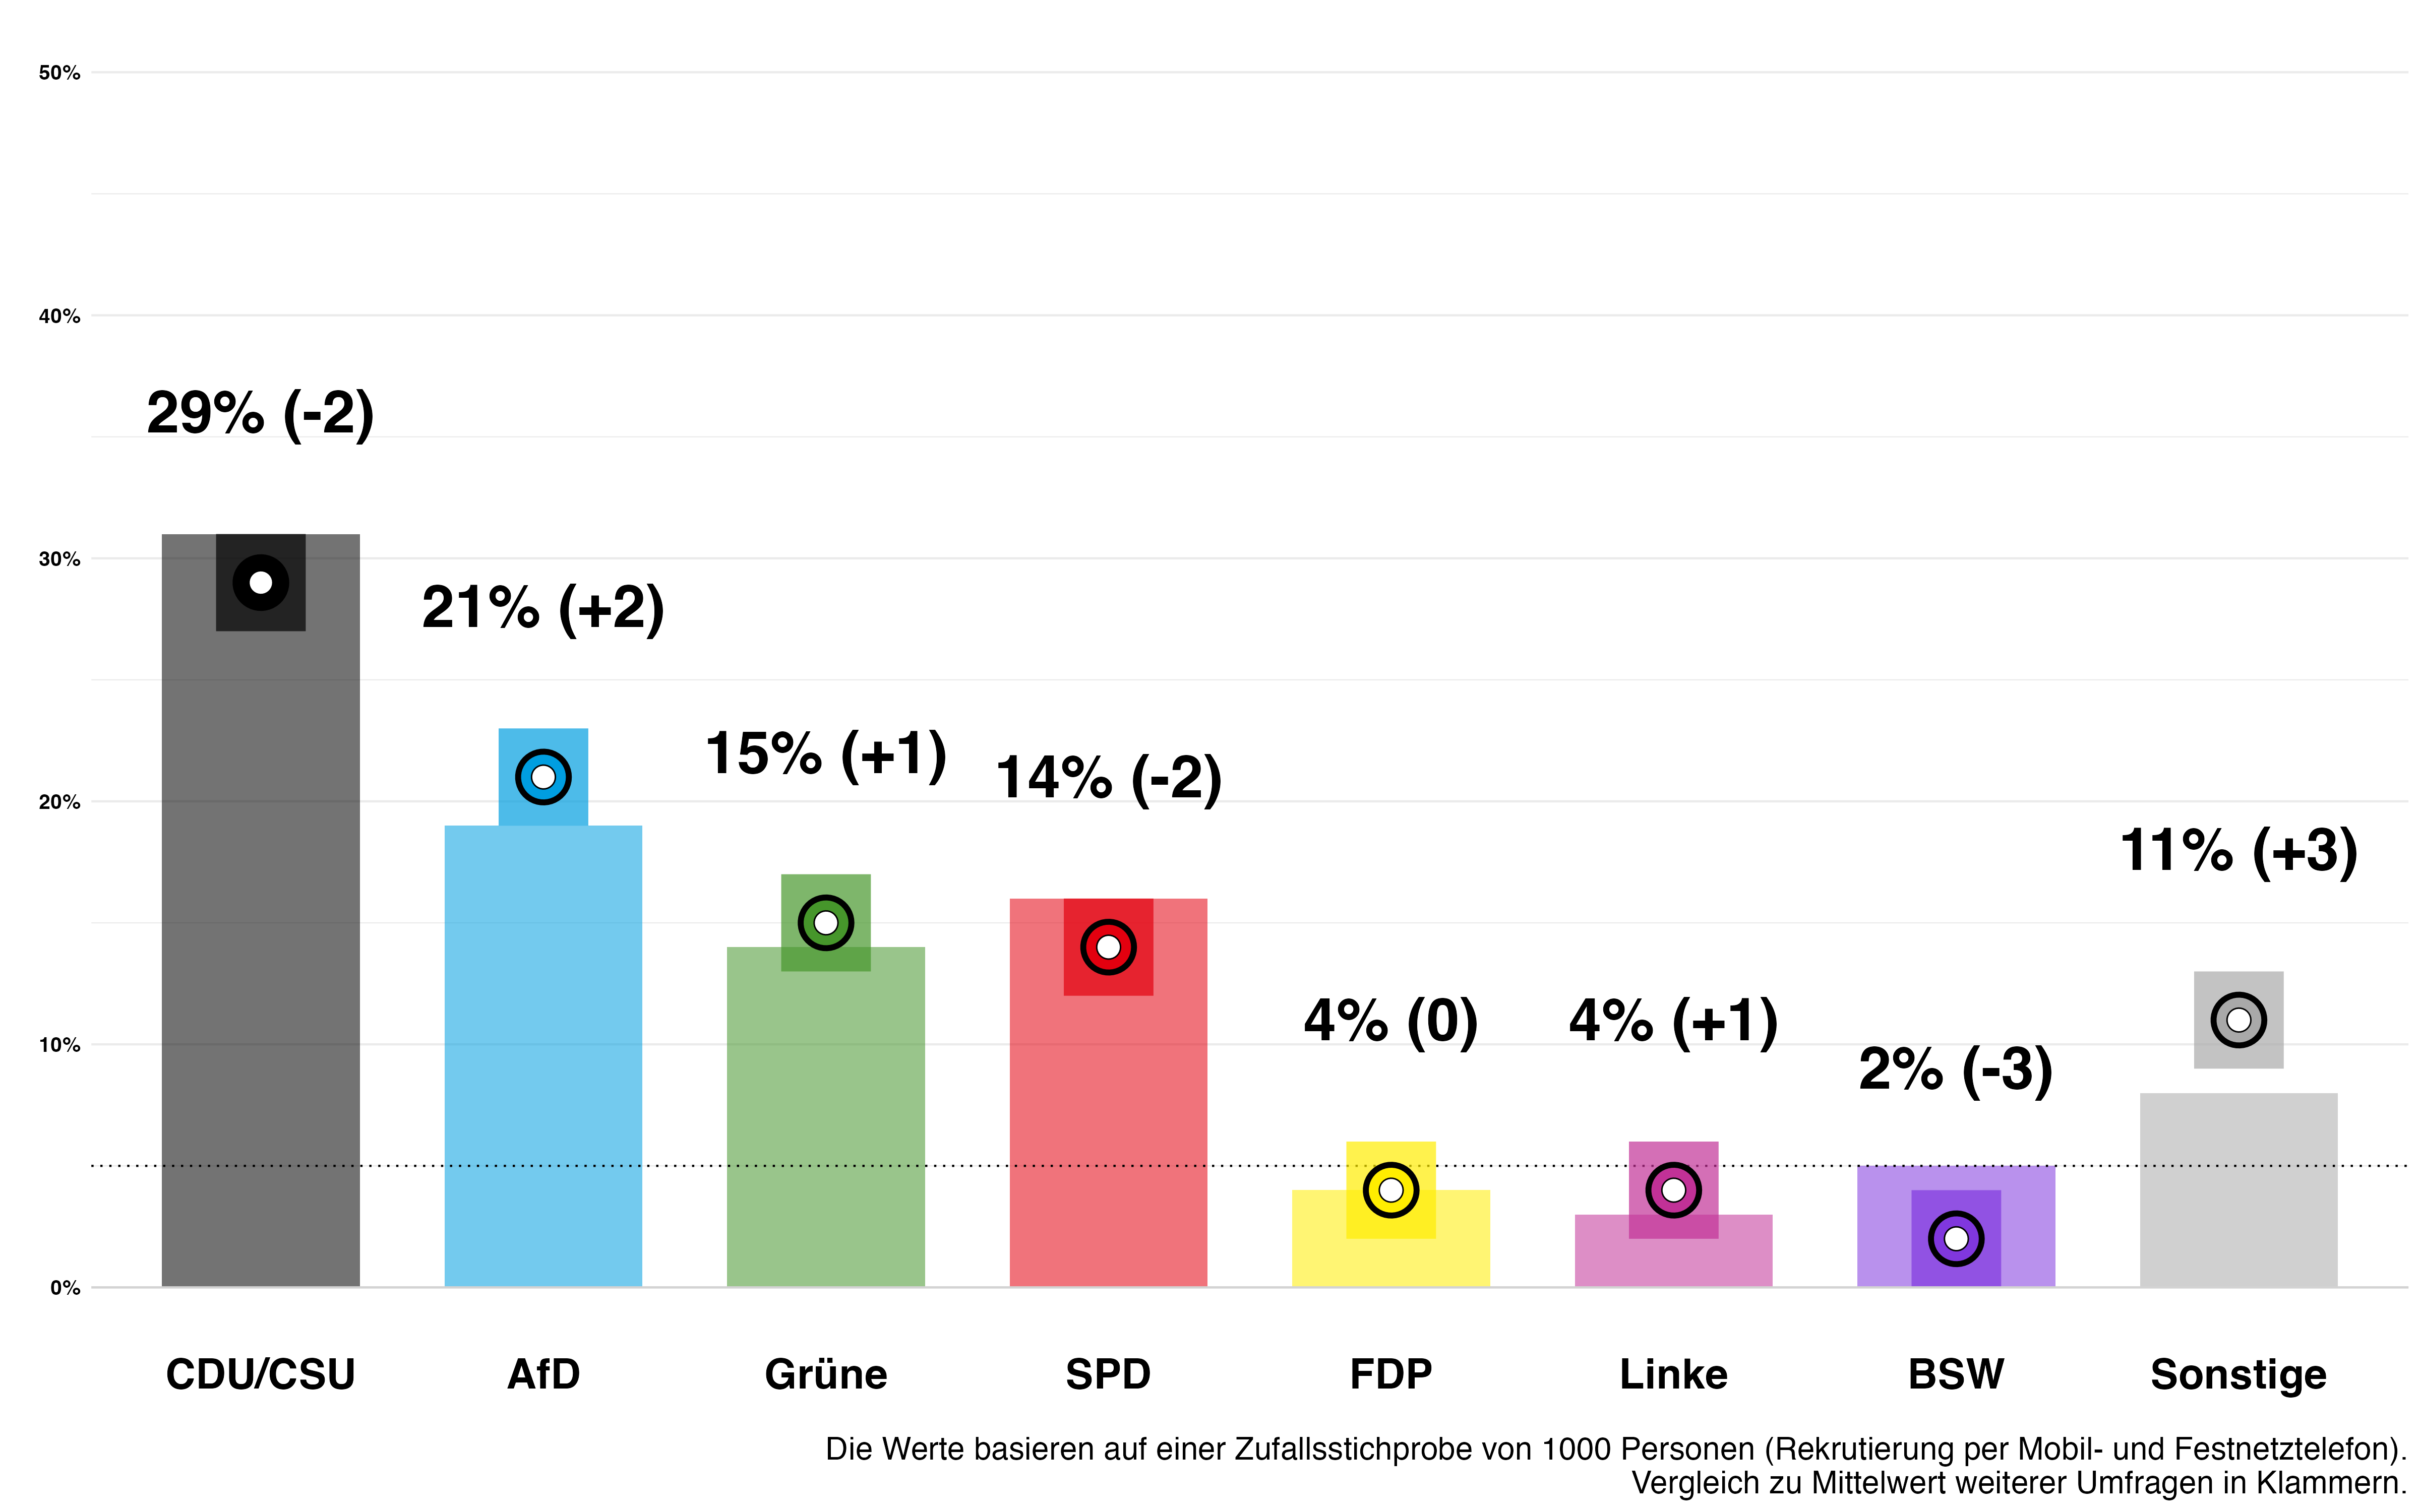 50%
40%
30%
20%
10%
0%
29% (-2)
21% (+2)
15% (+1)
14% (-2)
4% (0)
4% (+1)
2% (-3)
11% (+3)
CDU/CSU
AfD
Grüne
SPD
FDP
Linke
BSW
Sonstige
Die Werte basieren auf einer Zufallsstichprobe von 1000 Personen (Rekrutierung per Mobil- und Festnetztelefon).
Vergleich zu Mittelwert weiterer Umfragen in Klammern.